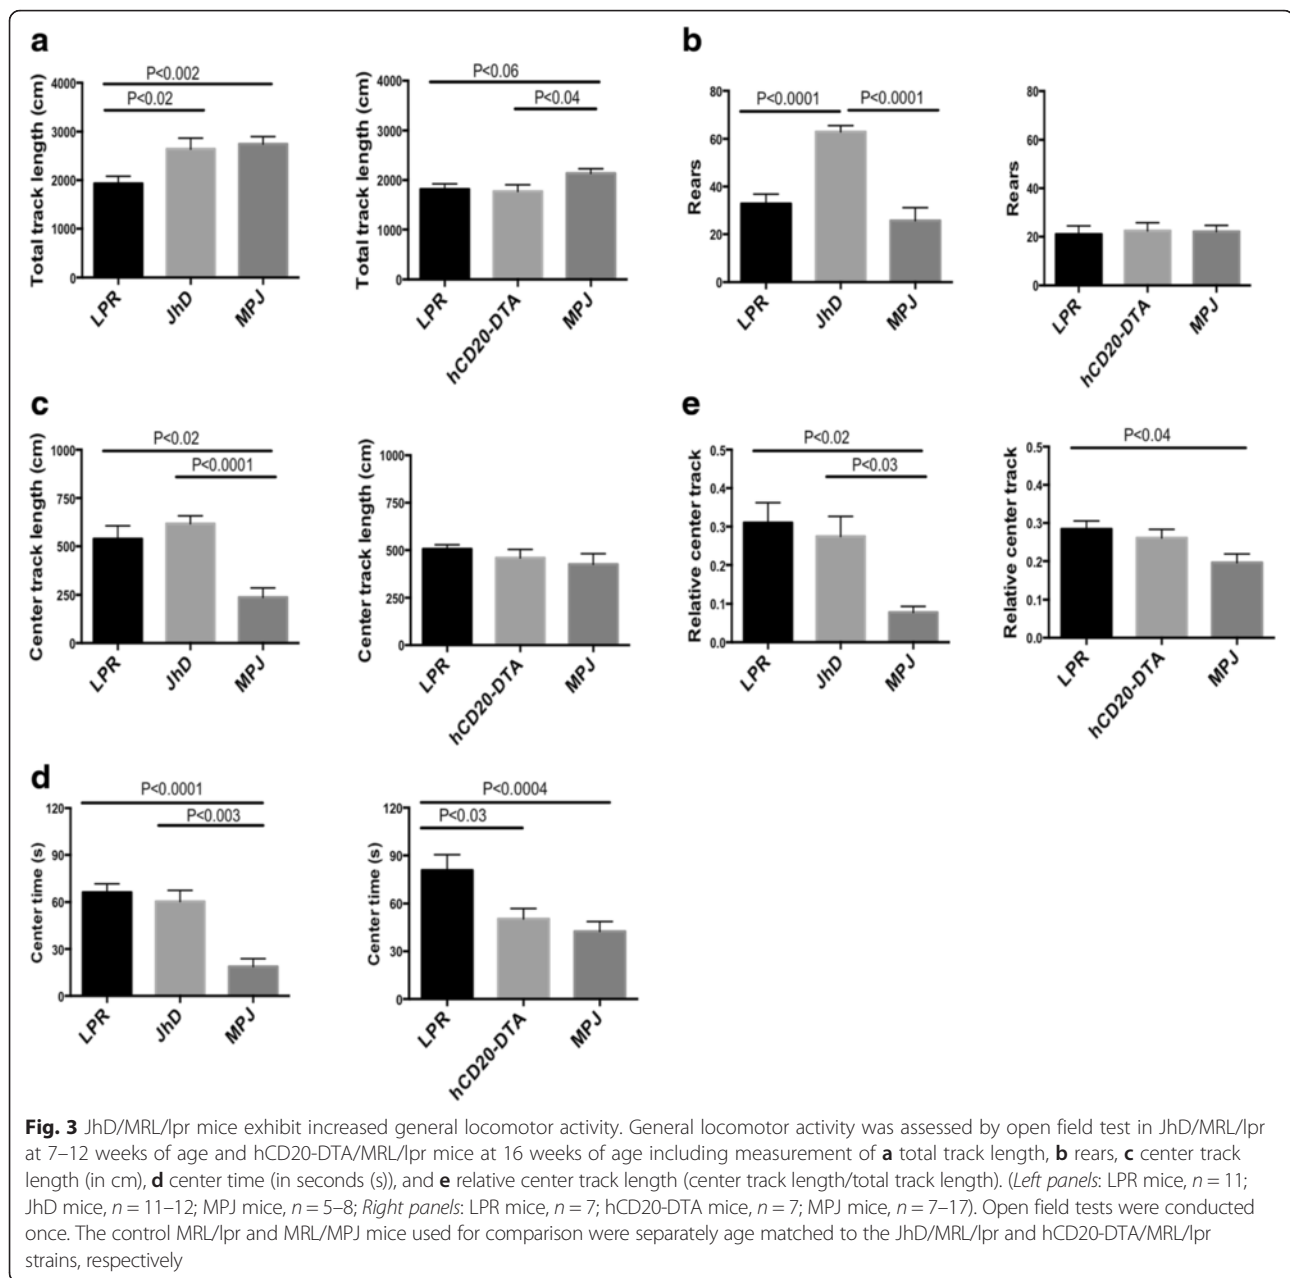 a
P<0.002
P<0.02
Total track length (cm)
4000
3000
2000
1000
0
LPR
JhD
MPJ
P<0.06
P<0.04
Total track length (cm)
4000
3000
2000
1000
0
LPR
hCD20-DTA
MPJ
b
P<0.0001
P<0.0001
Rears
80
60
40
20
0
LPR
JhD
MPJ
Rears
80
60
40
20
0
LPR
hCD20-DTA
MPJ
c
P<0.02
P<0.0001
Center track length (cm)
1000
750
500
250
0
LPR
JhD
MPJ
Center track length (cm)
1000
750
500
250
0
LPR
hCD20-DTA
MPJ
e
P<0.02
P<0.03
Relative center track
0.5
0.4
0.3
0.2
0.1
0.0
LPR
JhD
MPJ
P<0.04
Relative center track
0.5
0.4
0.3
0.2
0.1
0.0
LPR
hCD20-DTA
MPJ
d
P<0.0001
P<0.003
Center time (s)
120
90
60
30
0
LPR
JhD
MPJ
P<0.0004
P<0.03
Center time (s)
120
90
60
30
0
LPR
hCD20-DTA
MPJ
Fig. 3 JhD/MRL/lpr mice exhibit increased general locomotor activity. General locomotor activity was assessed by open field test in JhD/MRL/lpr
at 7–12 weeks of age and hCD20-DTA/MRL/lpr mice at 16 weeks of age including measurement of a total track length, b rears, c center track
length (in cm), d center time (in seconds (s)), and e relative center track length (center track length/total track length). (Left panels: LPR mice, n = 11;
JhD mice, n = 11–12; MPJ mice, n = 5–8; Right panels: LPR mice, n = 7; hCD20-DTA mice, n = 7; MPJ mice, n = 7–17). Open field tests were conducted
once. The control MRL/lpr and MRL/MPJ mice used for comparison were separately age matched to the JhD/MRL/lpr and hCD20-DTA/MRL/lpr
strains, respectively